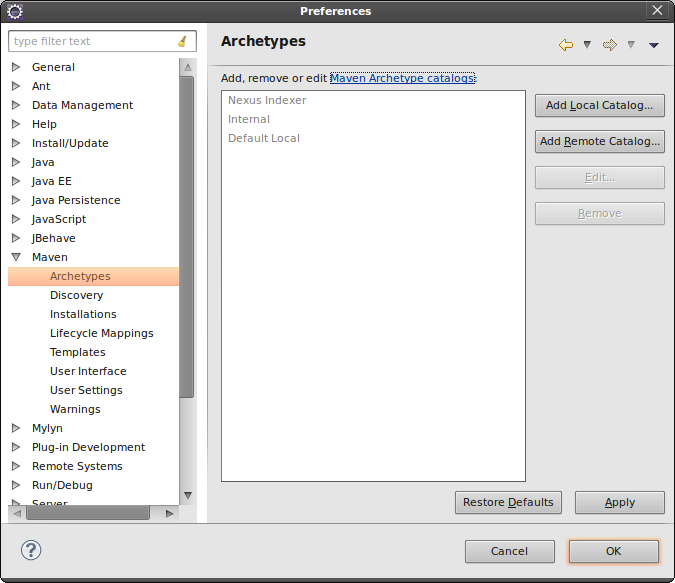 Preferences
type filter text
General
Ant
Data Management
Help
Install/Update
Java
Java EE
Java Persistence
JavaScript
JBehave
Maven
Archetypes
Discovery
Installations
Lifecycle Mappings
Templates
User Interface
User Settings
Warnings
Mylyn
Plug-in Development
Remote Systems
Run/Debug
Server
Archetypes
Add, remove or edit Maven Archetype catalogs:
Nexus Indexer
Internal
Default Local
Add Local Catalog...
Add Remote Catalog...
Edit...
Remove
Restore Defaults
Apply
?
Cancel
OK